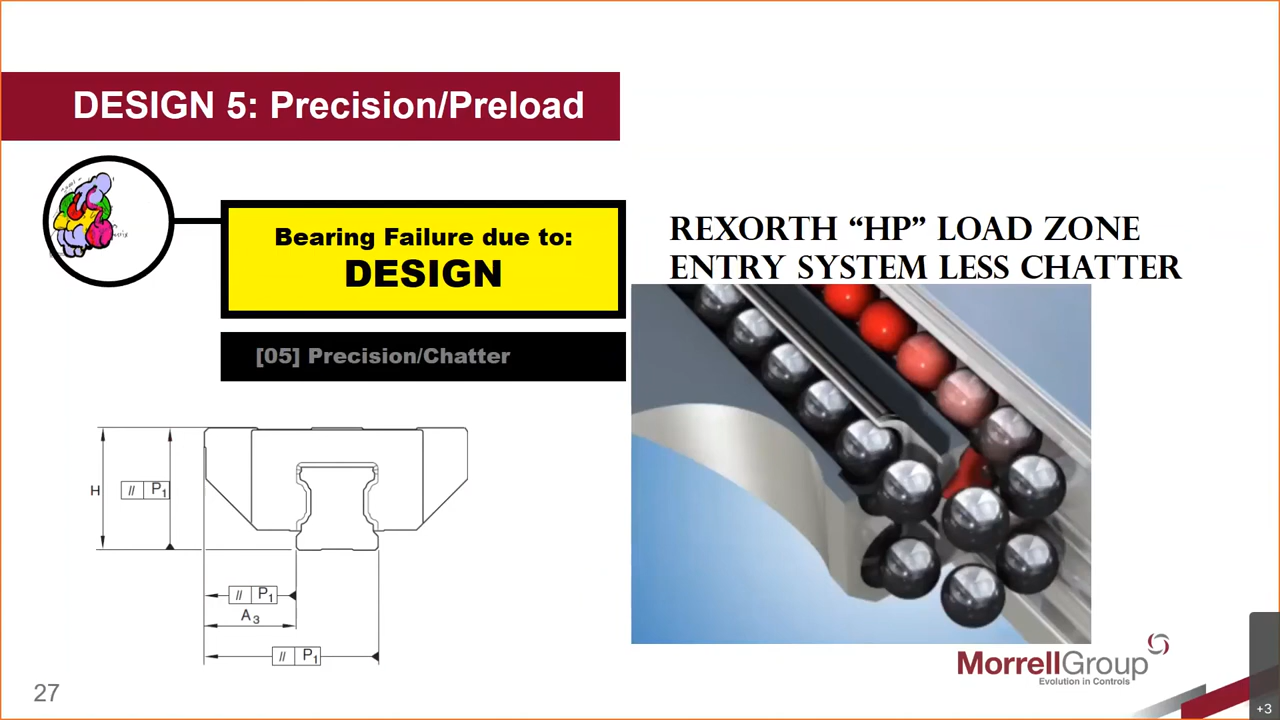 DESIGN 5: Precision/Preload
Bearing Failure due to:
DESIGN
[05] Precision/Chatter
REXORTH “HP” LOAD ZONE
ENTRY SYSTEM LESS CHATTER
H
// P1
// P1
A3
// P1
MorrellGroup
Evolution in Controls
27
+3